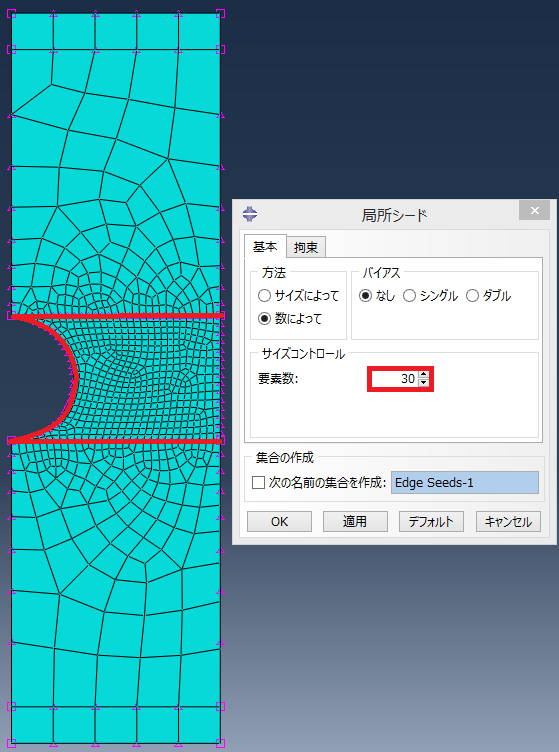 局所シード
基本 拘束
方法
サイズによって
数によって
バイアス
なし シングル ダブル
サイズコントロール
要素数: 30
集合の作成
次の名前の集合を作成: Edge Seeds-1
OK 適用 デフォルト キャンセル